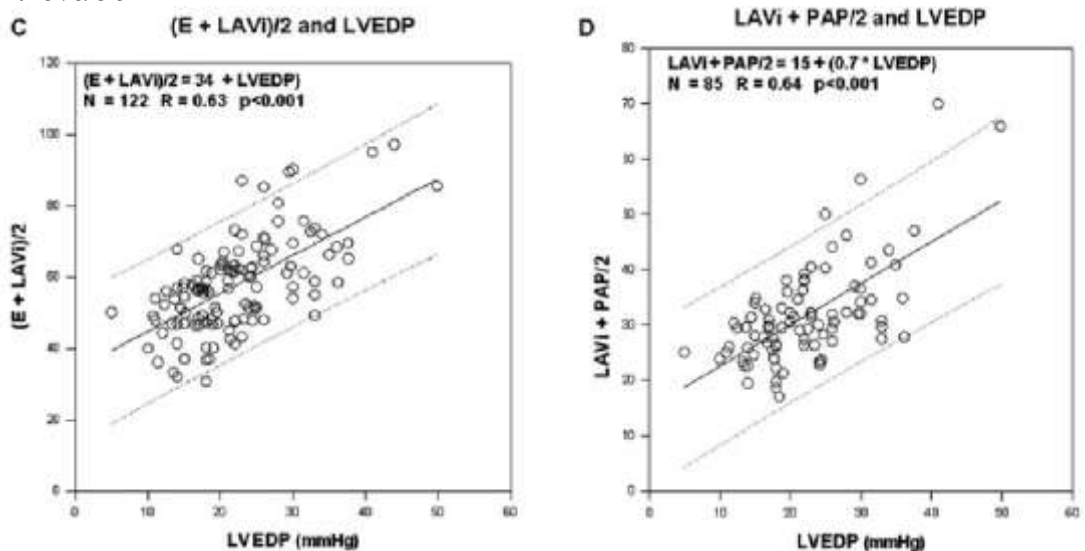 C
(E + LAVi)/2 and LVEDP
(E + LAVi)/2 = 34 + LVEDP)
N = 122 R = 0.63 p<0.001
120
100
80
60
40
20
0
(E + LAVi)/2
0 10 20 30 40 50 60
LVEDP (mmHg)
D
LAVi + PAP/2 and LVEDP
LAVi + PAP/2 = 15 + (0.7 * LVEDP)
N = 85 R = 0.64 p<0.001
80
70
60
50
40
30
20
10
0
LAVi + PAP/2
0 10 20 30 40 50 60
LVEDP (mmHg)